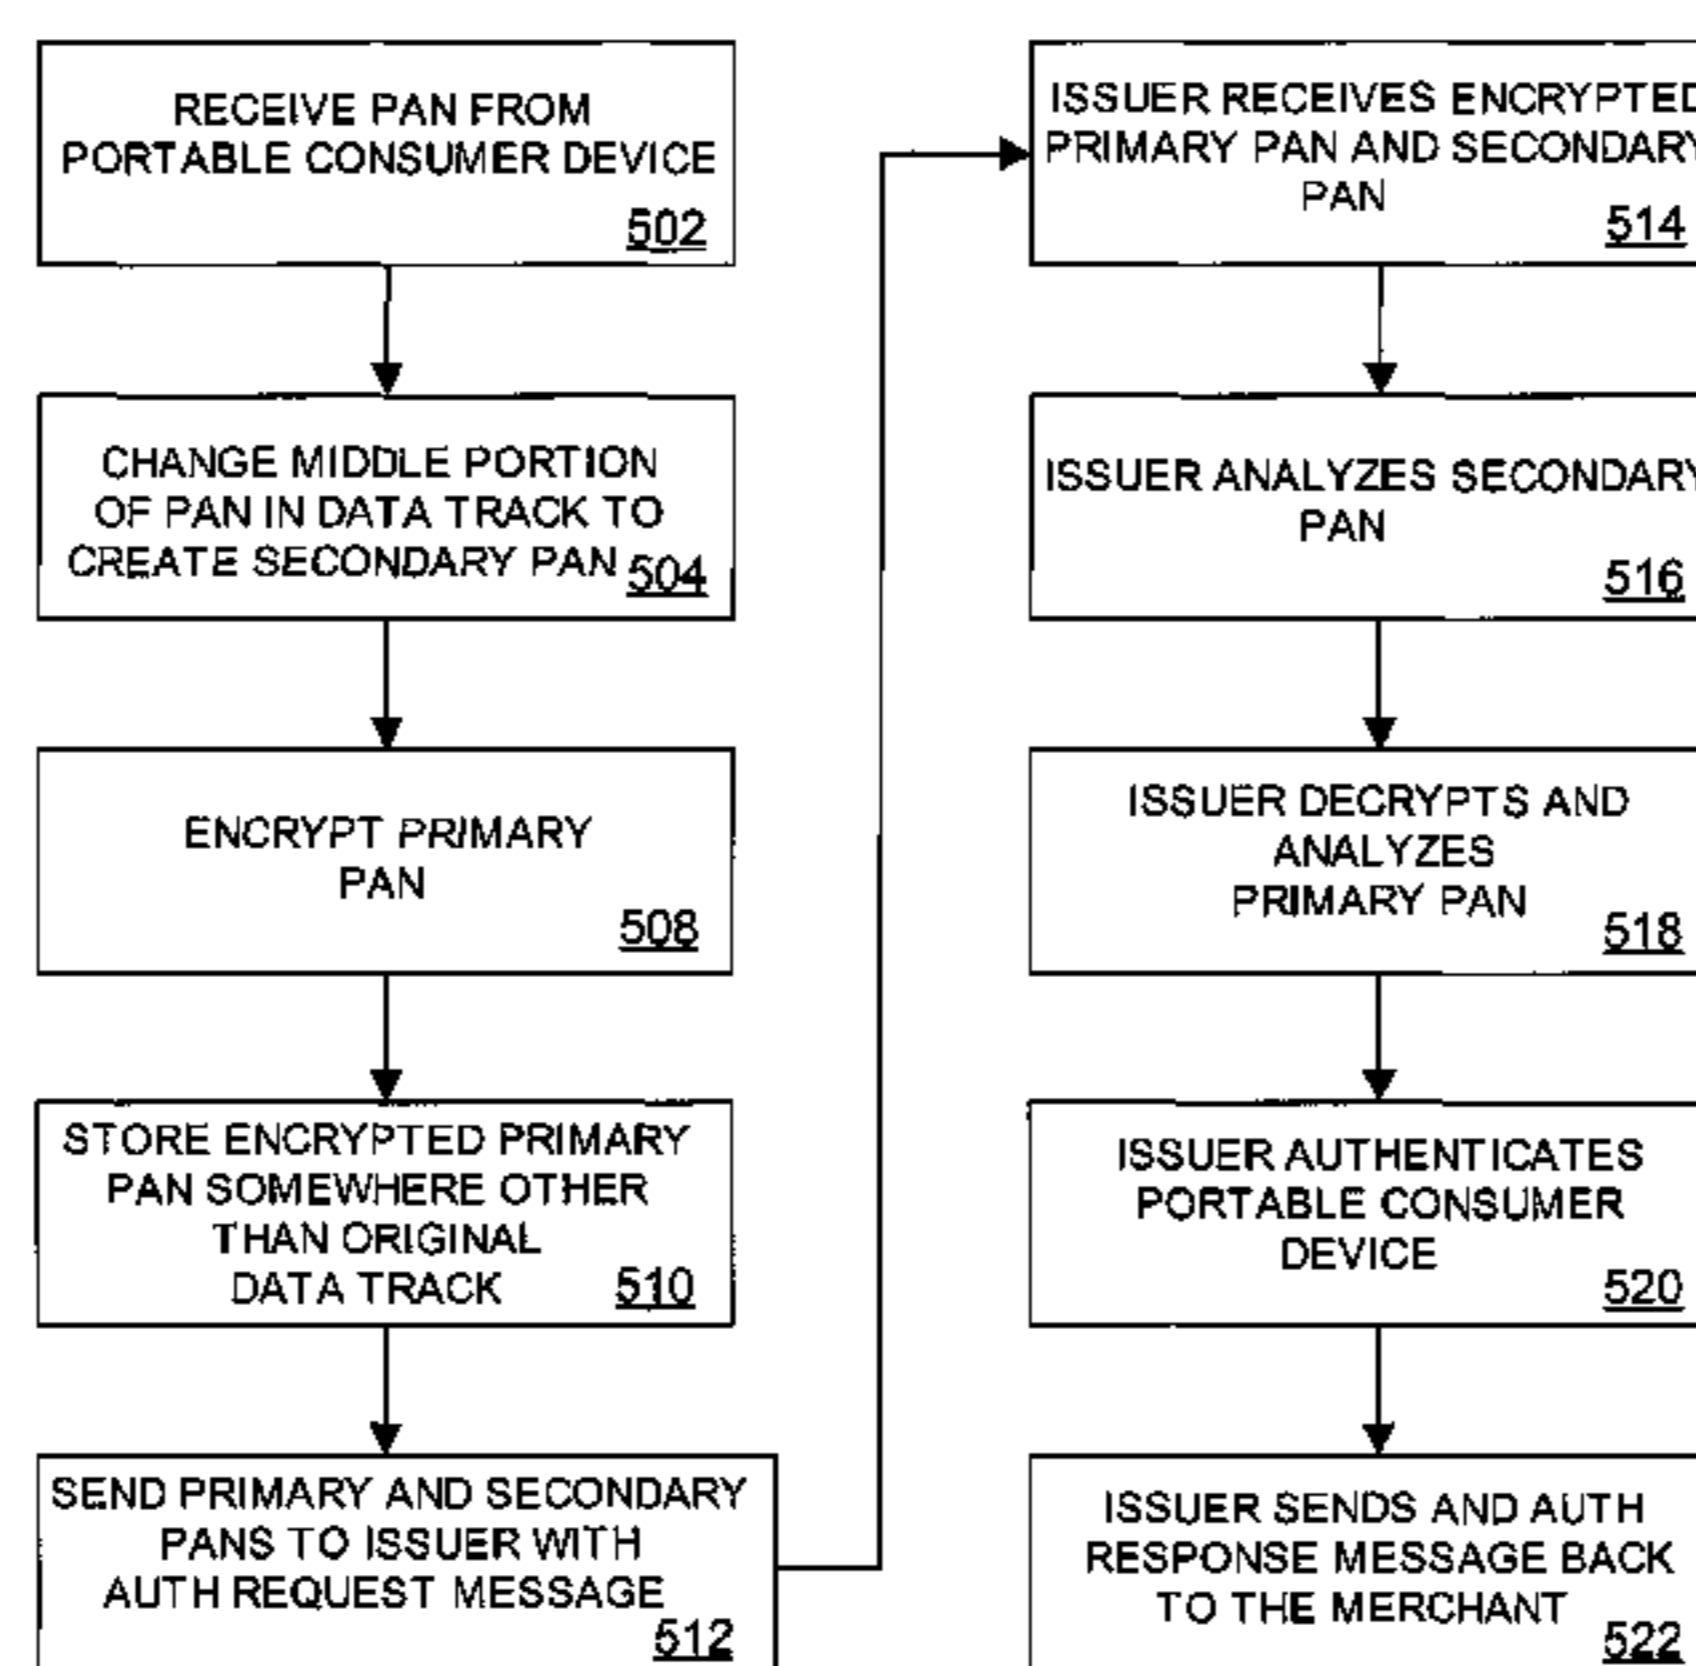 RECEIVE PAN FROM
PORTABLE CONSUMER DEVICE
502
CHANGE MIDDLE PORTION
OF PAN IN DATA TRACK TO
CREATE SECONDARY PAN 504
ENCRYPT PRIMARY
PAN
508
STORE ENCRYPTED PRIMARY
PAN SOMEWHERE OTHER
THAN ORIGINAL
DATA TRACK 510
SEND PRIMARY AND SECONDARY
PANS TO ISSUER WITH
AUTH REQUEST MESSAGE
512
ISSUER RECEIVES ENCRYPTED
PRIMARY PAN AND SECONDARY
PAN
514
ISSUER ANALYZES SECONDARY
PAN
516
ISSUER DECRYPTS AND
ANALYZES
PRIMARY PAN
518
ISSUER AUTHENTICATES
PORTABLE CONSUMER
DEVICE
520
ISSUER SENDS AND AUTH
RESPONSE MESSAGE BACK
TO THE MERCHANT
522